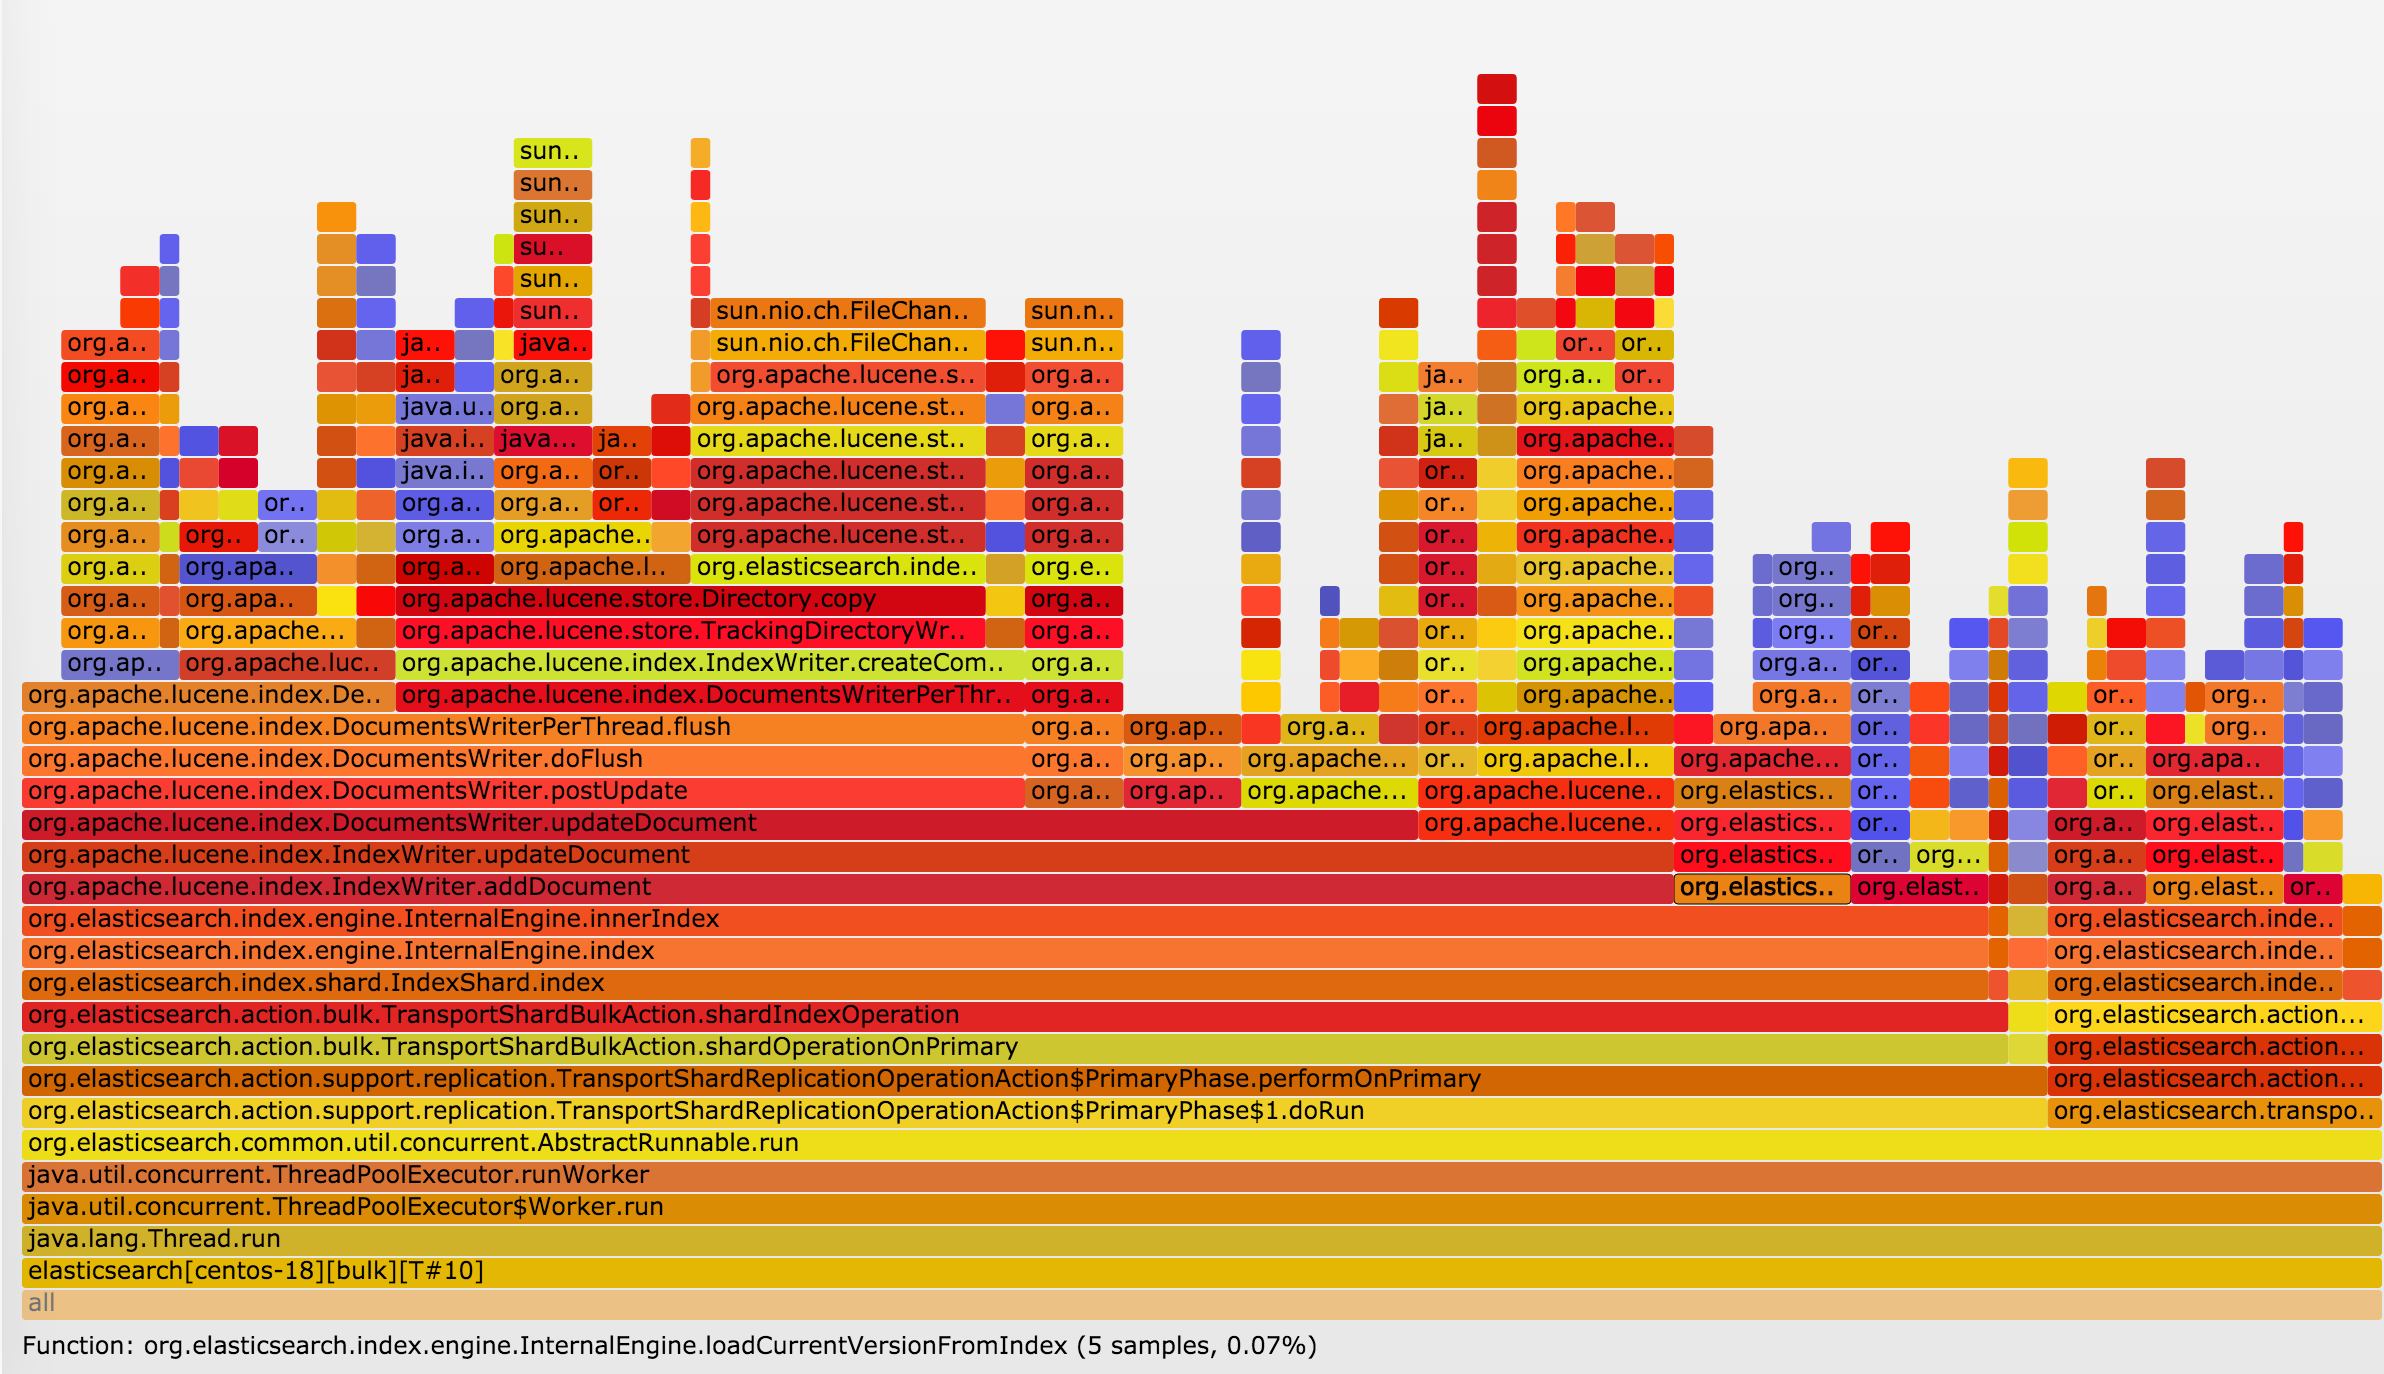 sun..
sun..
sun..
su..
sun..
sun.. sun.nio.ch.FileChan.. sun.n..
org.a.. ja.. java.. sun.nio.ch.FileChan.. sun.n.. or.. or..
org.a.. ja.. org.a.. org.apache.lucene.s.. org.a.. ja.. org.a.. or..
org.a.. java.u.. org.a.. org.apache.lucene.st.. org.a.. ja.. org.apache..
org.a.. java.i.. java... ja.. org.apache.lucene.st.. org.a.. ja.. org.apache..
org.a.. java.i.. org.a.. or.. org.apache.lucene.st.. org.a.. or.. org.apache..
org.a.. or.. org.a.. org.a.. or.. org.apache.lucene.st.. org.a.. or.. org.apache..
org.a.. org.. or.. org.a.. org.apache.. org.apache.lucene.st.. org.a.. or.. org.apache..
org.a.. org.apa.. org.a.. org.apache.l.. org.elasticsearch.inde.. org.e.. or.. org.apache.. org..
org.a.. org.apa.. org.apache.lucene.store.Directory.copy org.a.. or.. org.apache.. org..
org.a.. org.apache... org.apache.lucene.store.TrackingDirectoryWr.. org.a.. or.. org.apache.. org.. or..
org.ap.. org.apache.luc.. org.apache.lucene.index.IndexWriter.createCom.. org.a.. or.. org.apache.. org.a.. or..
org.apache.lucene.index.De.. org.apache.lucene.index.DocumentsWriterPerThr.. org.a.. or.. org.apache.. org.a.. or.. or.. org..
org.apache.lucene.index.DocumentsWriterPerThread.flush org.a.. org.ap.. org.a.. or.. org.apache.l.. org.apa.. or.. or.. org..
org.apache.lucene.index.DocumentsWriter.doFlush org.a.. org.ap.. org.apache... or.. org.apache.l.. org.apache... or.. or.. org.apa..
org.apache.lucene.index.DocumentsWriter.postUpdate org.a.. org.ap.. org.apache... org.apache.lucene.. org.elastics.. or.. or.. org.elast..
org.apache.lucene.index.DocumentsWriter.updateDocument org.apache.lucene.. org.elastics.. or.. org.a.. org.elast..
org.apache.lucene.index.IndexWriter.updateDocument org.elastics.. or.. org... org.a.. org.elast..
org.apache.lucene.index.IndexWriter.addDocument org.elastics.. org.elast.. org.a.. org.elast.. or..
org.elasticsearch.index.engine.InternalEngine.innerIndex org.elasticsearch.inde..
org.elasticsearch.index.engine.InternalEngine.index org.elasticsearch.inde..
org.elasticsearch.index.shard.IndexShard.index org.elasticsearch.inde..
org.elasticsearch.action.bulk.TransportShardBulkAction.shardIndexOperation org.elasticsearch.action...
org.elasticsearch.action.bulk.TransportShardBulkAction.shardOperationOnPrimary org.elasticsearch.action...
org.elasticsearch.action.support.replication.TransportShardReplicationOperationAction$PrimaryPhase.performOnPrimary org.elasticsearch.action...
org.elasticsearch.action.support.replication.TransportShardReplicationOperationAction$PrimaryPhase$1.doRun org.elasticsearch.transpo..
org.elasticsearch.common.util.concurrent.AbstractRunnable.run
java.util.concurrent.ThreadPoolExecutor.runWorker
java.util.concurrent.ThreadPoolExecutor$Worker.run
java.lang.Thread.run
elasticsearch[centos-18][bulk][T#10]
all
Function: org.elasticsearch.index.engine.InternalEngine.loadCurrentVersionFromIndex (5 samples, 0.07%)